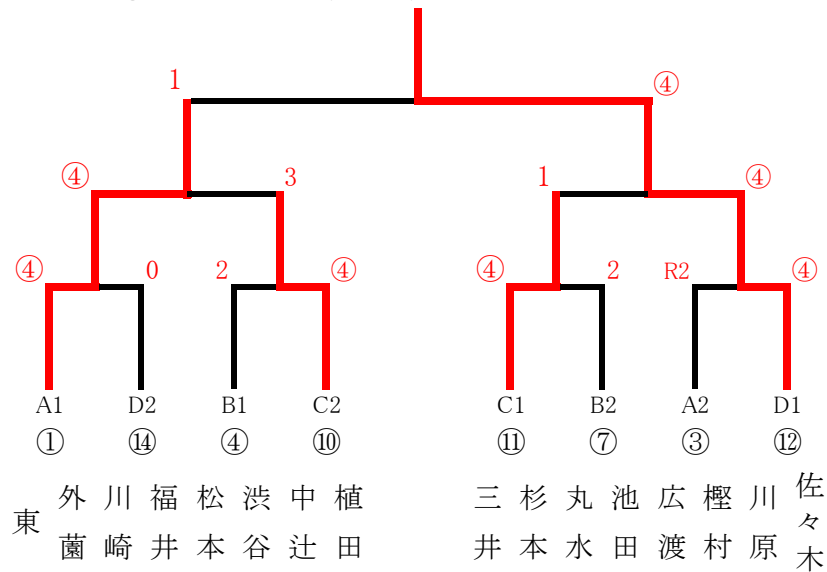 1 ④
④ 3 1 ④
④ 0 2 ④ ④ 2 R2 ④
A1 D2 B1 C2 C1 B2 A2 D1
① ⑭ ④ ⑩ ⑪ ⑦ ③ ⑫
東 外薗 川崎 福井 松本 渋谷 中辻 植田 三井 杉本 丸水 池田 広渡 樫村 川原 佐々木